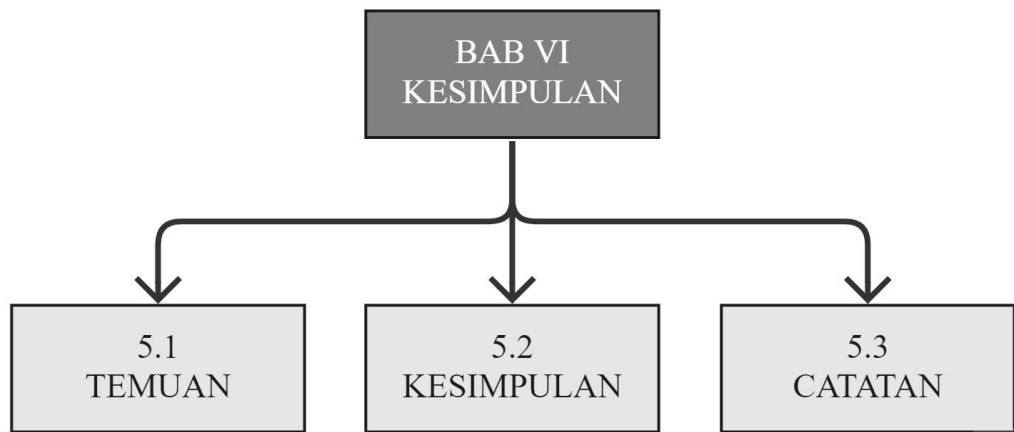 BAB VI
KESIMPULAN
5.1
TEMUAN
5.2
KESIMPULAN
5.3
CATATAN